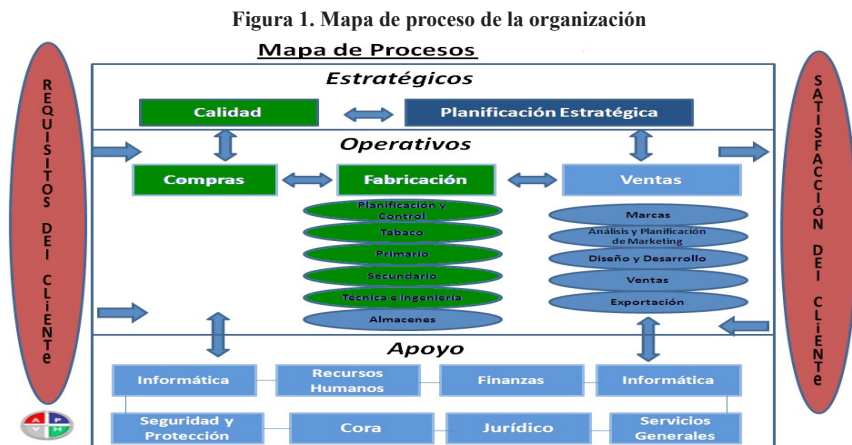 Figura 1. Mapa de proceso de la organización
Mapa de Procesos
REQUISITOS DEl ClIENTe
Estratégicos
Calidad
Planificación Estratégica
Operativos
Compras
Fabricación
Ventas
Planificación y
Control
Tabaco
Primario
Secundario
Técnica e Ingeniería
Almacenes
Marcas
Análisis y Planificación
de Marketing
Diseño y Desarrollo
Ventas
Exportación
Apoyo
Informática
Recursos
Humanos
Finanzas
Informática
Seguridad y
Protección
Cora
Jurídico
Servicios
Generales
SATISFACCIÓN DEl ClIENTe
A P
V H